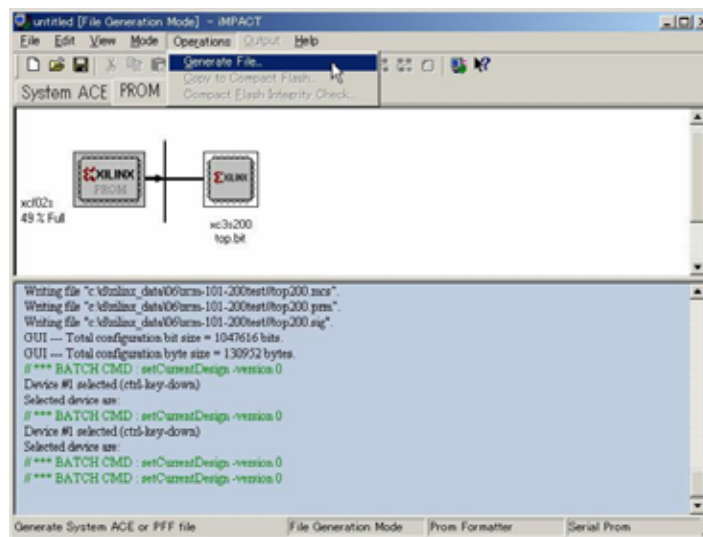 untitled [File Generation Mode] - iMPACT
File Edit View Mode Operations Output Help
Generate File...
Copy to Compact Flash...
Compact Flash Integrity Check...
System ACE PROM
XILINX
PROM
XILINX
xcf02s
49 % Full
xc3s200
top.bit
Writing file "c:\d\xilinx_data\06\xrm-101-200test//top200.mcs".
Writing file "c:\d\xilinx_data\06\xrm-101-200test//top200.prm".
Writing file "c:\d\xilinx_data\06\xrm-101-200test//top200.sig".
GUI --- Total configuration bit size = 1047616 bits.
GUI --- Total configuration byte size = 130952 bytes.
// *** BATCH CMD : setCurrentDesign -version 0
Device #1 selected (ctrl-key-down)
Selected device are:
// *** BATCH CMD : setCurrentDesign -version 0
Device #1 selected (ctrl-key-down)
Selected device are:
// *** BATCH CMD : setCurrentDesign -version 0
// *** BATCH CMD : setCurrentDesign -version 0
Generate System ACE or PFF file File Generation Mode Prom Formatter Serial Prom